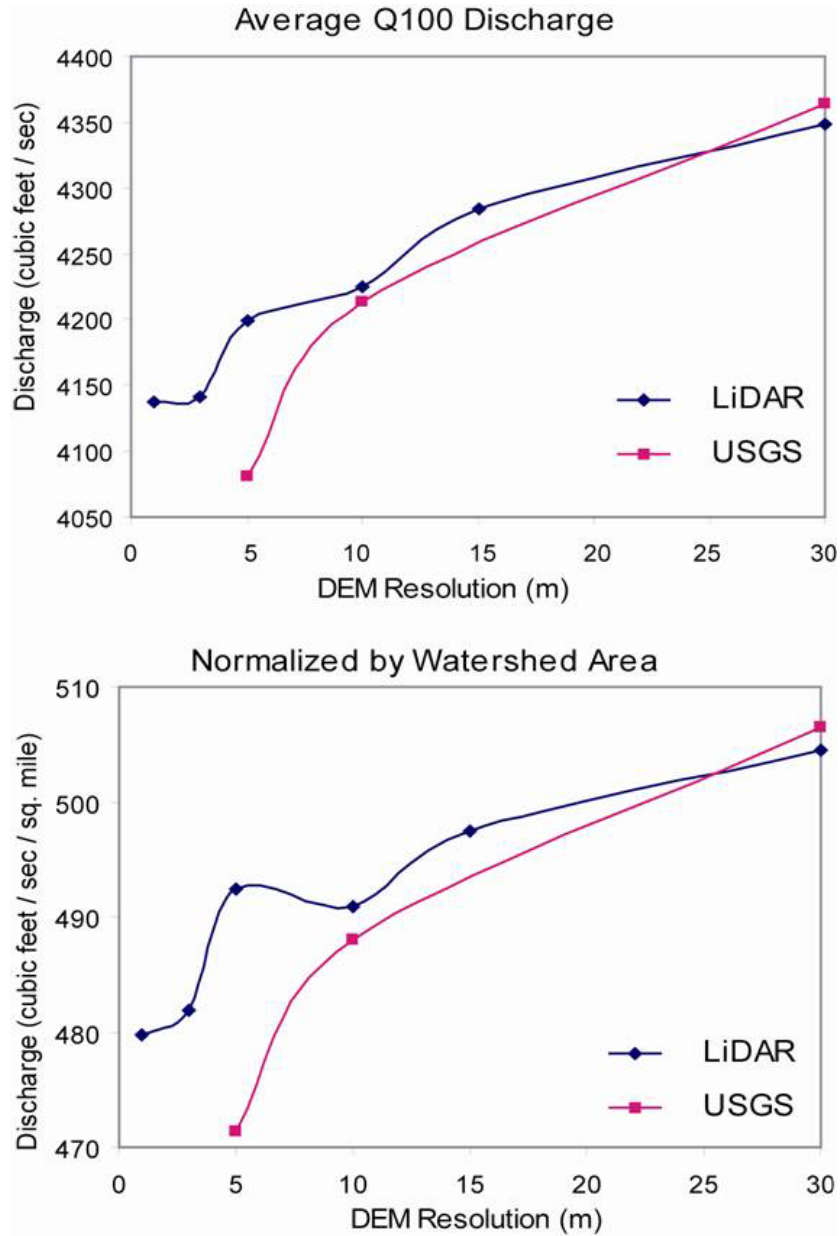 Average Q100 Discharge
4400
4350
4300
4250
4200
4150
4100
4050
Discharge (cubic feet / sec)
LiDAR
USGS
0 5 10 15 20 25 30
DEM Resolution (m)
Normalized by Watershed Area
510
500
490
480
470
Discharge (cubic feet / sec / sq. mile)
LiDAR
USGS
0 5 10 15 20 25 30
DEM Resolution (m)